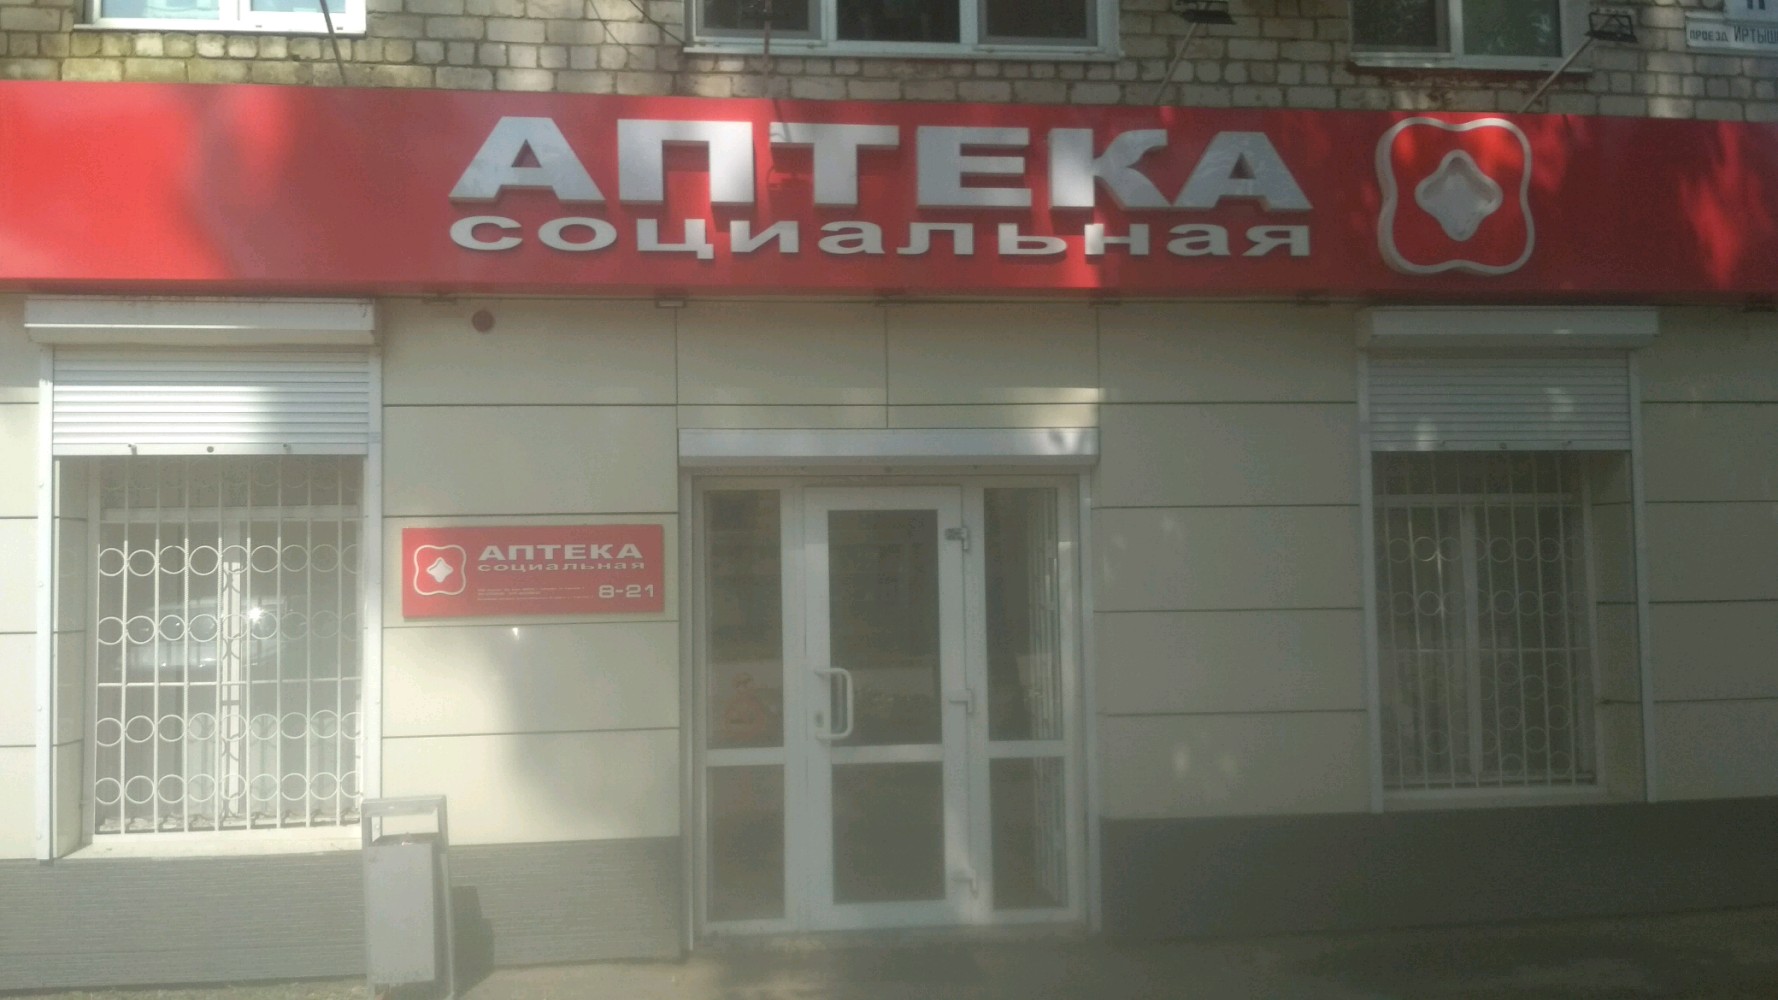 ПРОЕЗД ИРТЫШ
АПТЕКА
социальная
АПТЕКА
социальная
8-21